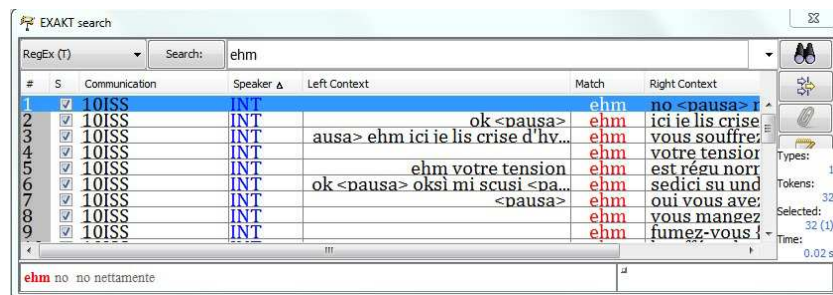 EXAKT search
RegEx (T) Search: ehm
# S Communication Speaker Left Context Match Right Context
1 10ISS INT ehm no <pausa>
2 10ISS INT ok <pausa> ehm ici ie lis crise
3 10ISS INT ausa> ehm ici ie lis crise d'hy... ehm vous souffrez
4 10ISS INT ehm votre tension
5 10ISS INT ehm votre tension ehm est régu norr
6 10ISS INT ok <pausa> oksì mi scusi <pa... ehm sedici su und
7 10ISS INT <pausa> ehm oui vous avez
8 10ISS INT ehm vous mangez
9 10ISS INT ehm fumez-vous
Types:
1
Tokens:
32
Selected:
32 (1)
Time:
0.02 s
ehm no no nettamente